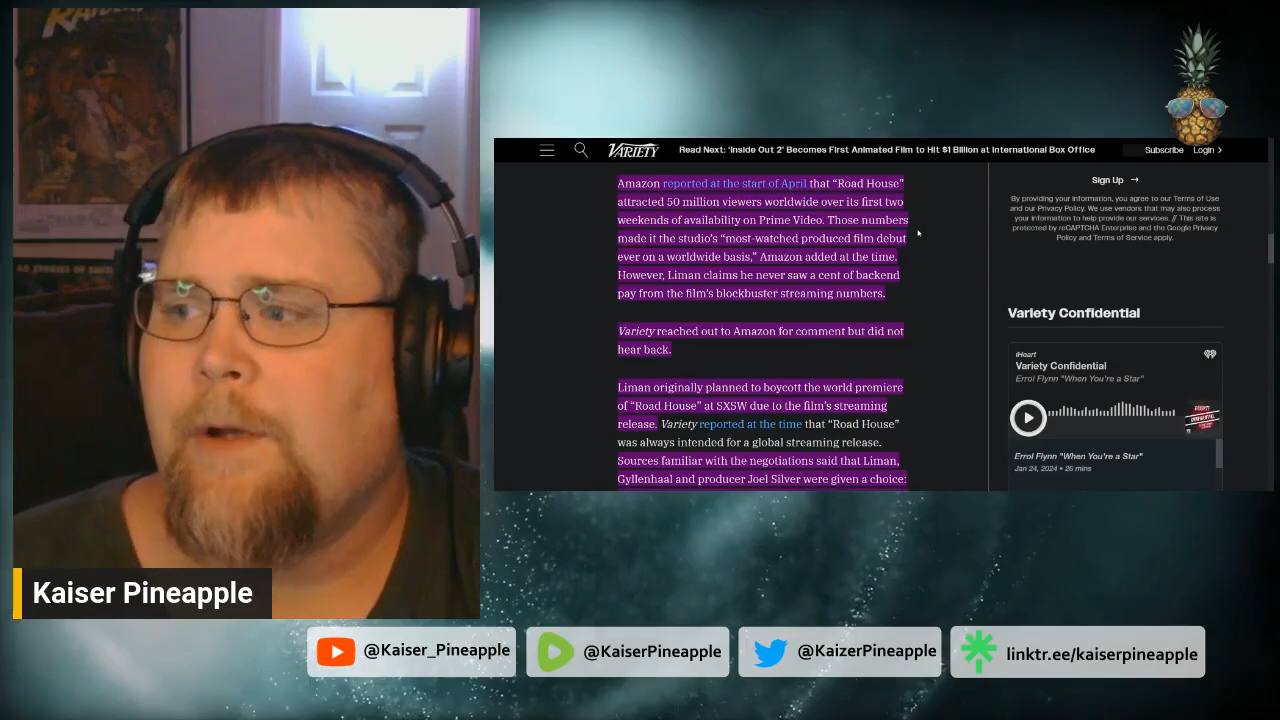 RAIDERS
Kaiser Pineapple
VARIETY
Read Next: ‘Inside Out 2’ Becomes First Animated Film to Hit $1 Billion at International Box Office
Subscribe
Login
Amazon reported at the start of April that “Road House”
attracted 50 million viewers worldwide over its first two
weekends of availability on Prime Video. Those numbers
made it the studio’s “most-watched produced film debut
ever on a worldwide basis,” Amazon added at the time.
However, Liman claims he never saw a cent of backend
pay from the film’s blockbuster streaming numbers.
Variety reached out to Amazon for comment but did not
hear back.
Liman originally planned to boycott the world premiere
of “Road House” at SXSW due to the film’s streaming
release. Variety reported at the time that “Road House”
was always intended for a global streaming release.
Sources familiar with the negotiations said that Liman,
Gyllenhaal and producer Joel Silver were given a choice:
Sign Up →
By providing your information, you agree to our Terms of Use
and our Privacy Policy. We use vendors that may also process
your information to help provide our services. // This site is
protected by reCAPTCHA Enterprise and the Google Privacy
Policy and Terms of Service apply.
Variety Confidential
iHeart
Variety Confidential
Errol Flynn "When You're a Star"
Errol Flynn "When You're a Star"
Jan 24, 2024 • 26 mins
@Kaiser_Pineapple
@KaiserPineapple
@KaizerPineapple
linktr.ee/kaiserpineapple